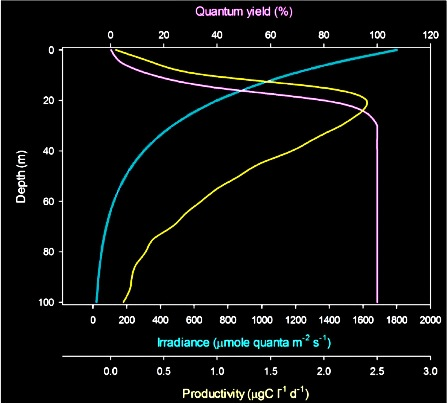 Quantum yield (%)
0 20 40 60 80 100 120
Depth (m)
0
20
40
60
80
100
0 200 400 600 800 1000 1200 1400 1600 1800 2000
Irradiance (μmole quanta m⁻² s⁻¹)
0.0 0.5 1.0 1.5 2.0 2.5 3.0
Productivity (μgC l⁻¹ d⁻¹)